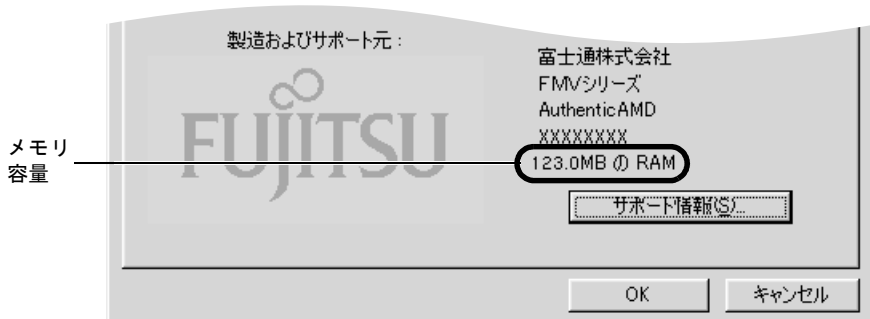 製造およびサポート元：
富士通株式会社
FMVシリーズ
AuthenticAMD
XXXXXXXX
123.0MB の RAM
FUJITSU
メモリ
容量
サポート情報(S)...
OK
キャンセル